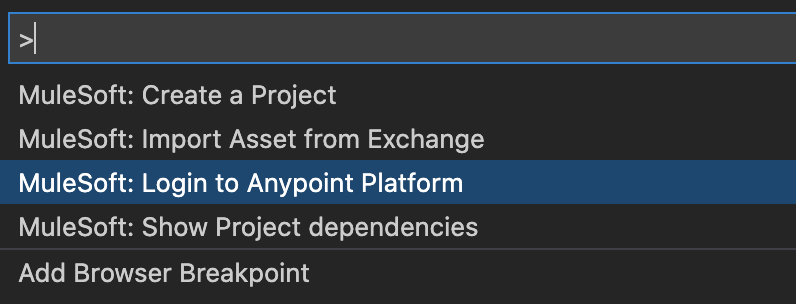 >
MuleSoft: Create a Project
MuleSoft: Import Asset from Exchange
MuleSoft: Login to Anypoint Platform
MuleSoft: Show Project dependencies
Add Browser Breakpoint